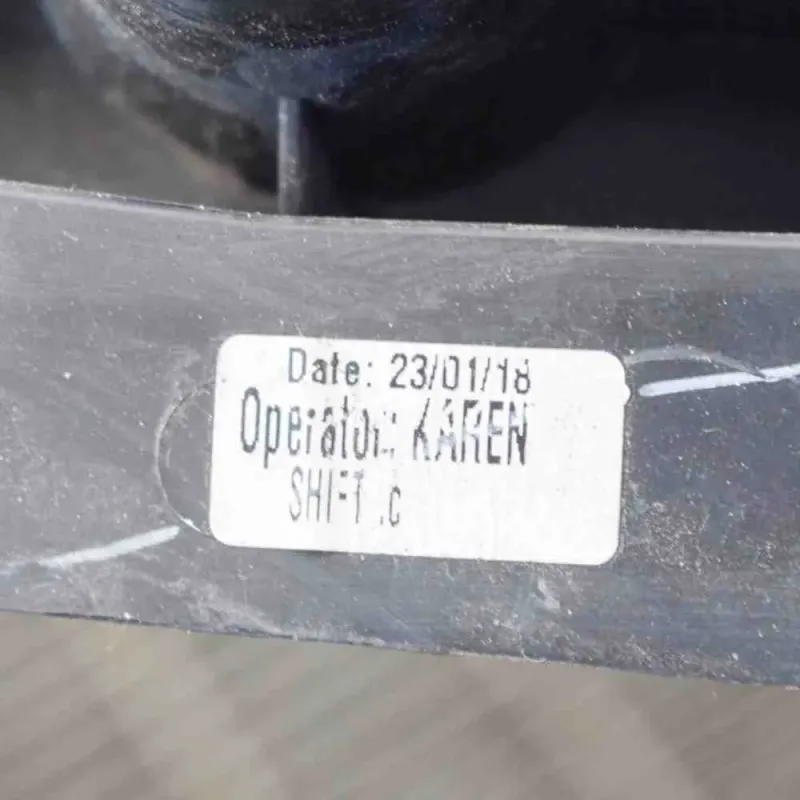 Date: 23/01/18
Operator: KAREN
SHIFT :c